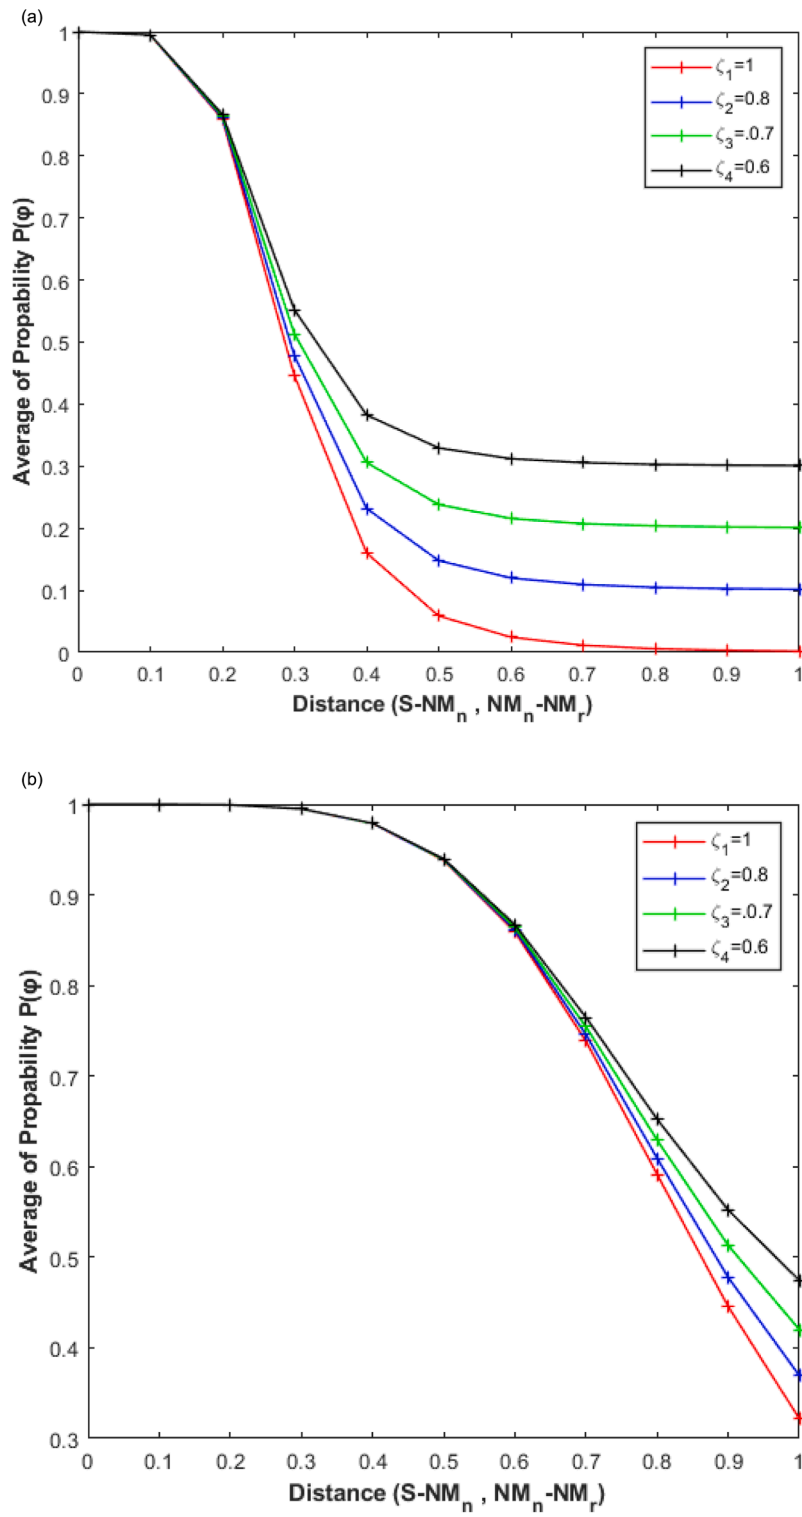 (a)
1
0.9
0.8
0.7
0.6
0.5
0.4
0.3
0.2
0.1
0
Average of Propability P(φ)
ζ1=1
ζ2=0.8
ζ3=.0.7
ζ4=0.6
0 0.1 0.2 0.3 0.4 0.5 0.6 0.7 0.8 0.9 1
Distance (S-NMn , NMn-NMr)
(b)
1
0.9
0.8
0.7
0.6
0.5
0.4
0.3
Average of Propability P(φ)
ζ1=1
ζ2=0.8
ζ3=.0.7
ζ4=0.6
0 0.1 0.2 0.3 0.4 0.5 0.6 0.7 0.8 0.9 1
Distance (S-NMn , NMn-NMr)